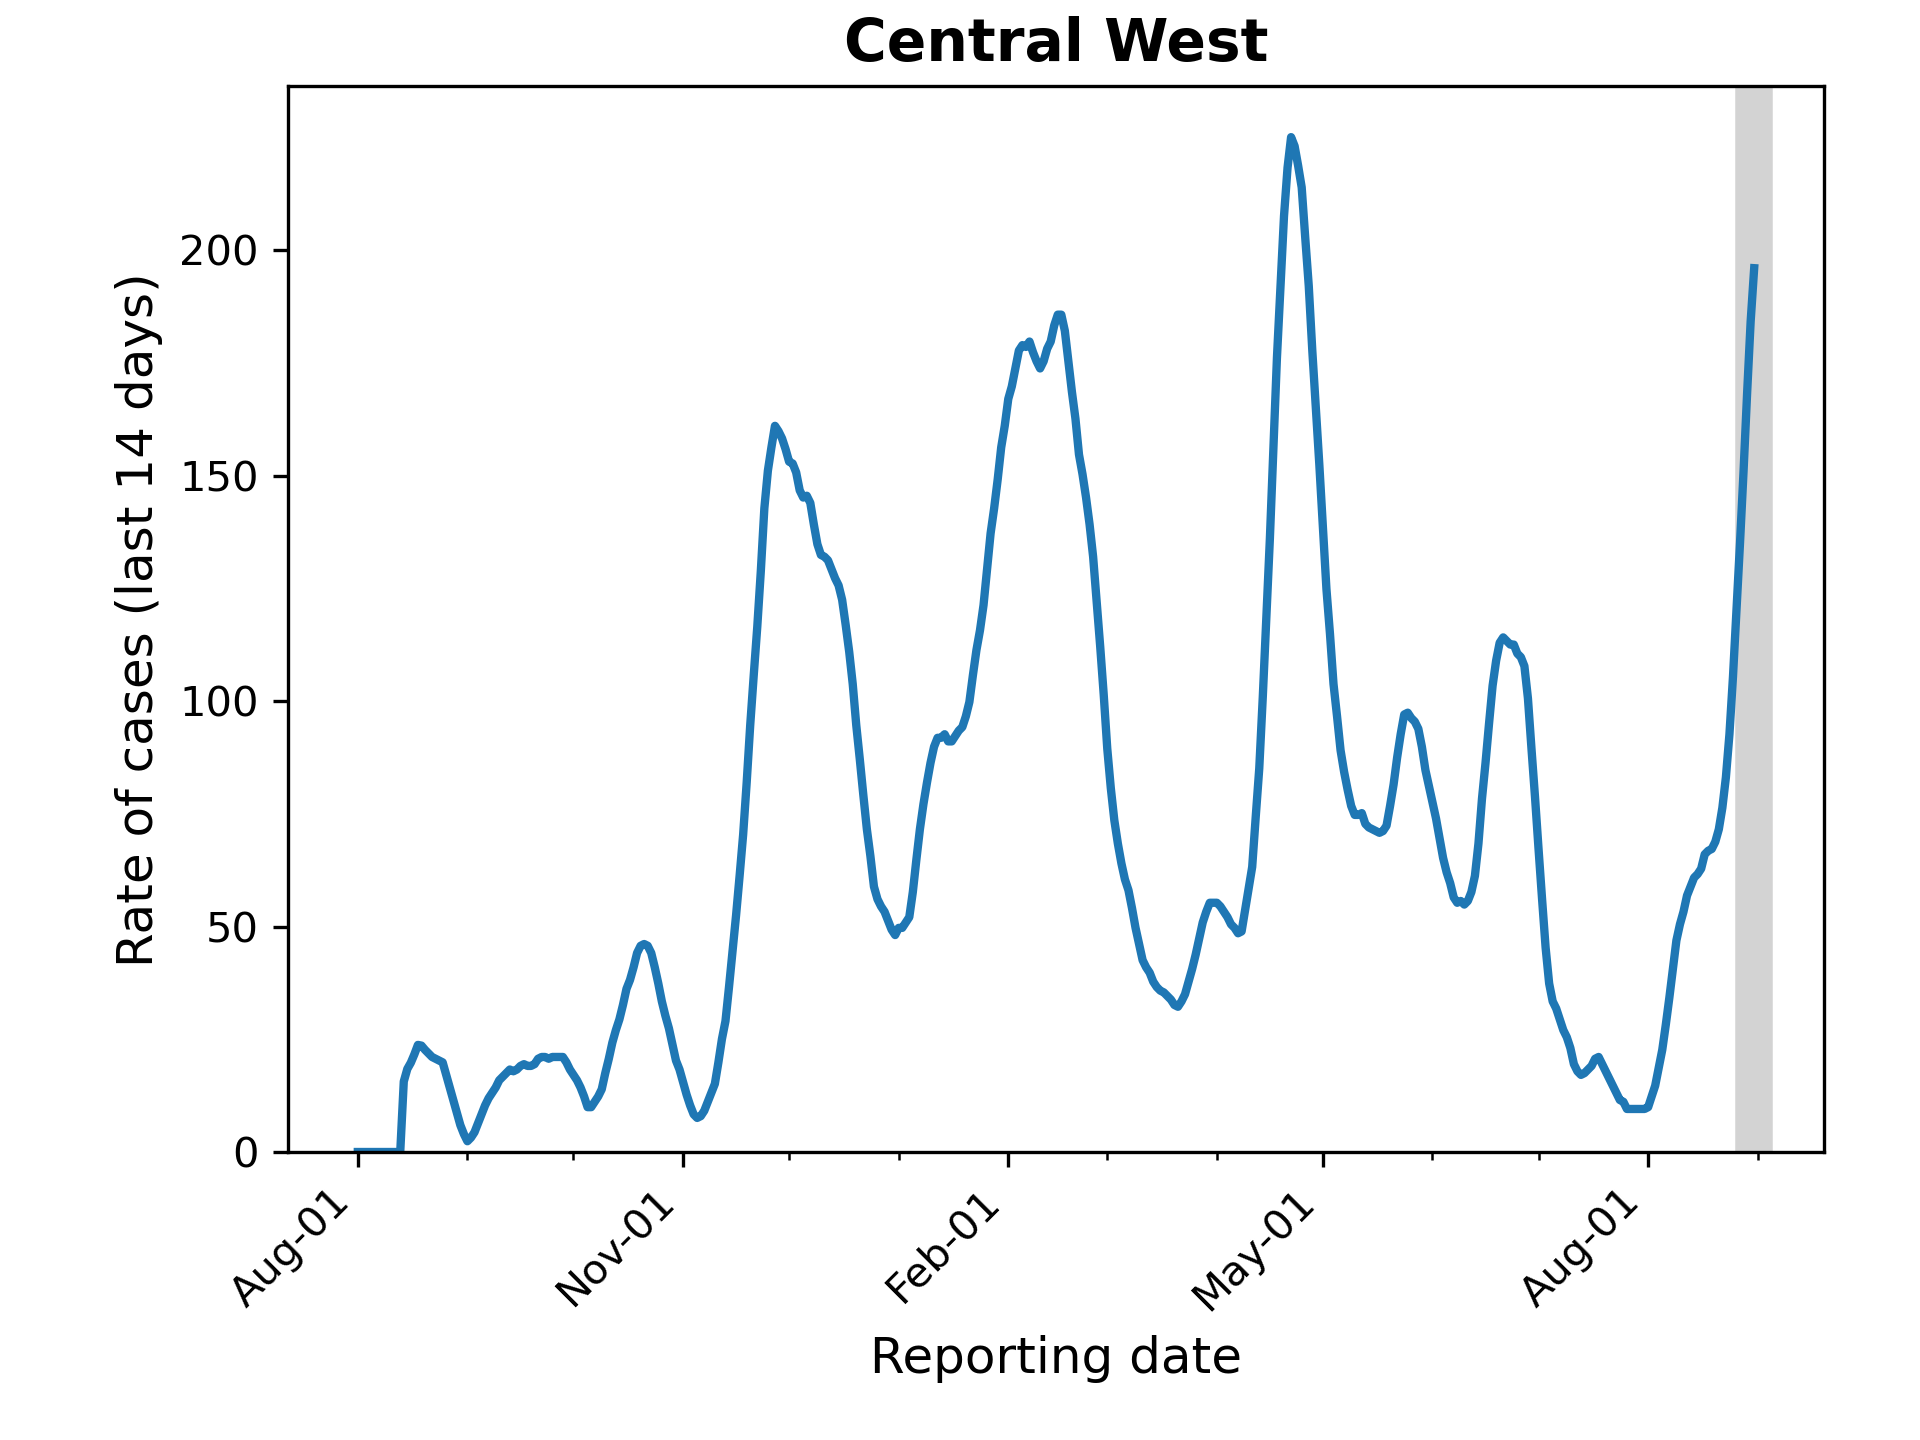 Central West
Rate of cases (last 14 days)
200
150
100
50
0
Aug-01
Nov-01
Feb-01
May-01
Aug-01
Reporting date